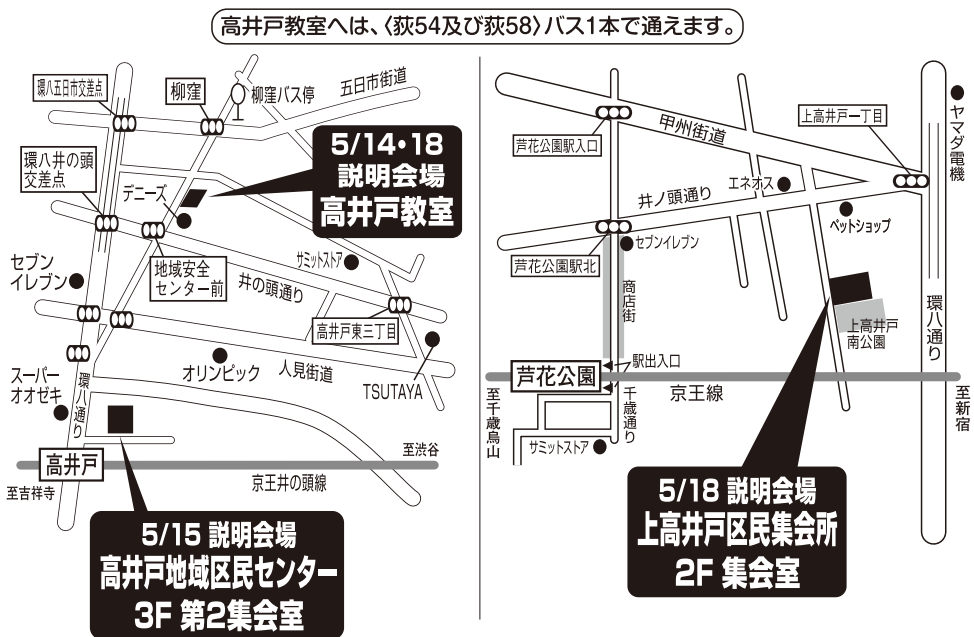 高井戸教室へは、〈荻54及び荻58〉バス1本で通えます。
環八五日市交差点
柳窪
柳窪バス停
五日市街道
5/14・18
説明会場
高井戸教室
環八井の頭
交差点
デニーズ
セブン
イレブン
地域安全
センター前
サミットストア
井の頭通り
高井戸東三丁目
オリンピック
人見街道
TSUTAYA
スーパー
オオゼキ
環八通り
高井戸
至渋谷
至吉祥寺
京王井の頭線
5/15 説明会場
高井戸地域区民センター
3F 第2集会室
甲州街道
上高井戸一丁目
ヤマダ電機
芦花公園駅入口
エネオス
井ノ頭通り
ペットショップ
セブンイレブン
芦花公園駅北
商店街
上高井戸
南公園
環八通り
駅出入口
芦花公園
京王線
至千歳烏山
千歳通り
至新宿
サミットストア
5/18 説明会場
上高井戸区民集会所
2F 集会室